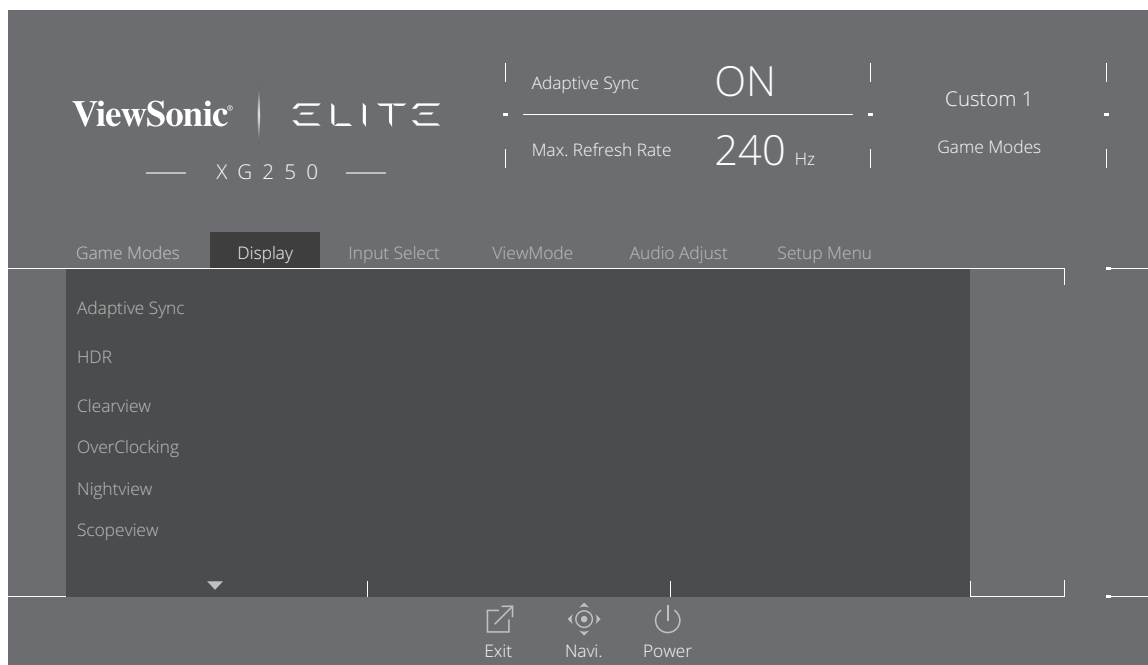 ViewSonic® ELITE
XG250
Adaptive Sync ON
Max. Refresh Rate 240 Hz
Custom 1
Game Modes
Game Modes Display Input Select ViewMode Audio Adjust Setup Menu
Adaptive Sync
HDR
Clearview
OverClocking
Nightview
Scopeview
Exit Navi. Power